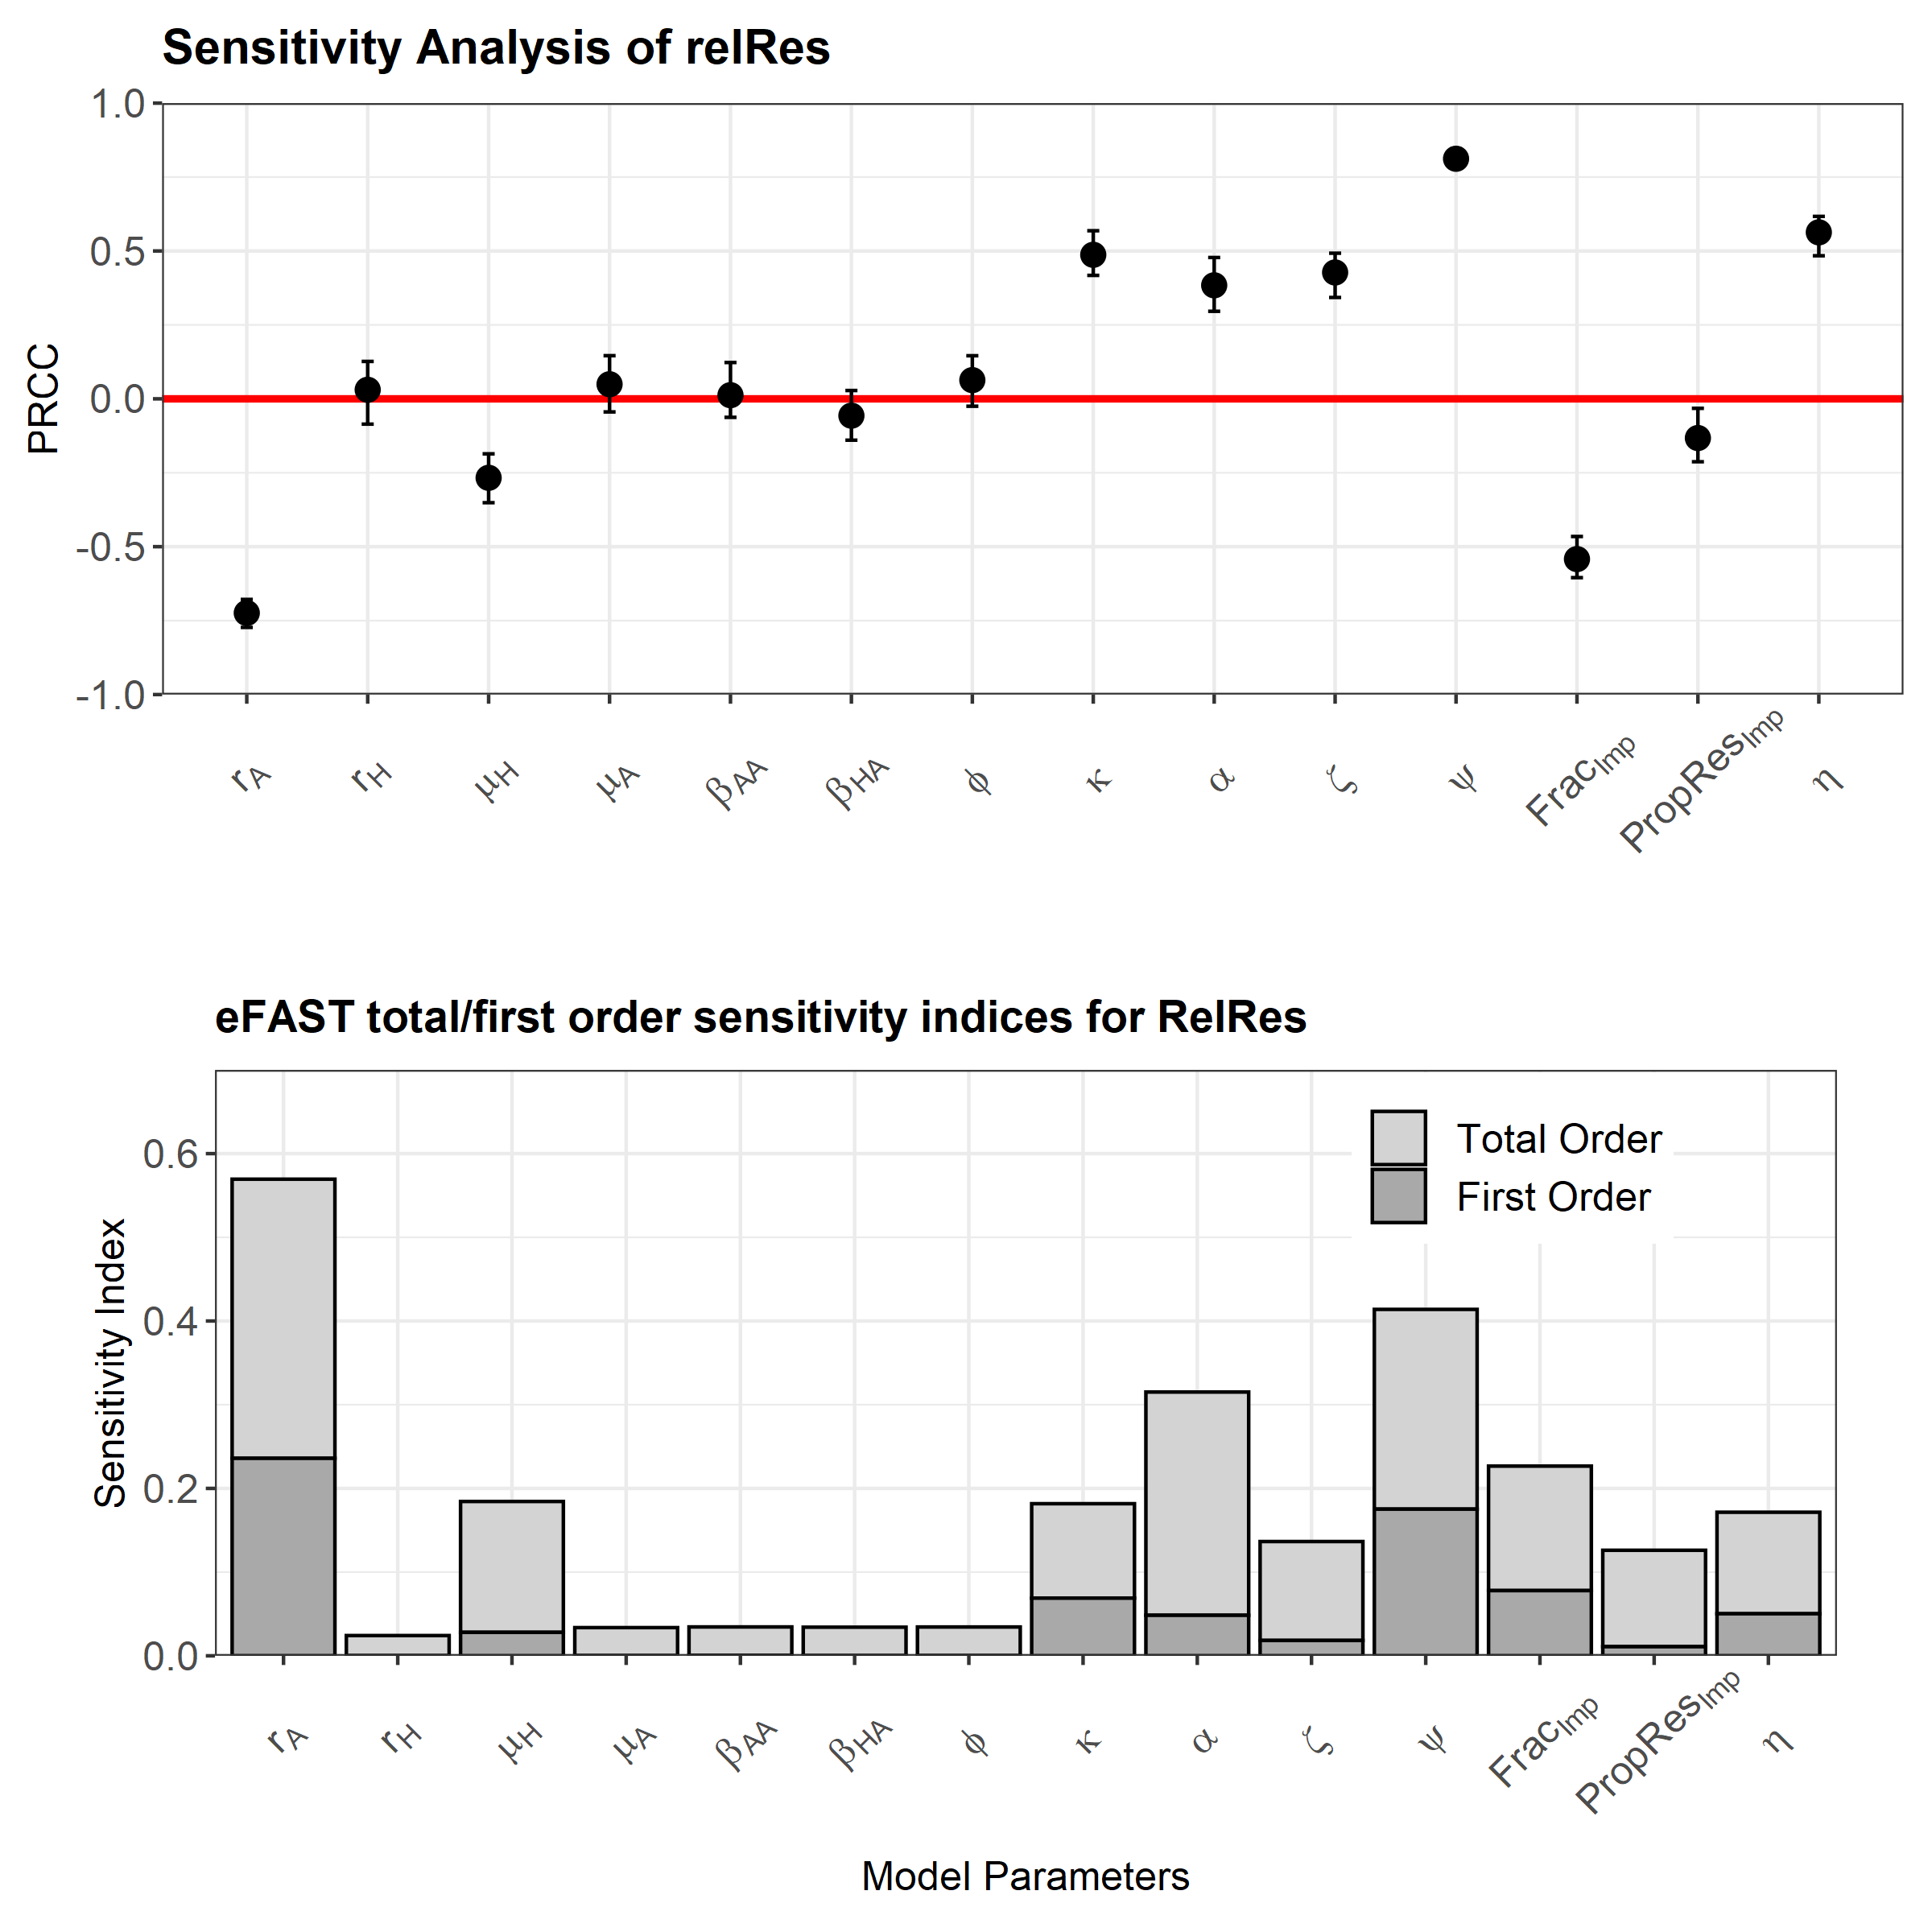 Sensitivity Analysis of relRes
PRCC
1.0
0.5
0.0
-0.5
-1.0
rA rH μH μA βAA βHA ϕ κ α ζ ψ FracImp PropResImp η
eFAST total/first order sensitivity indices for RelRes
Sensitivity Index
0.6
0.4
0.2
0.0
Total Order
First Order
rA rH μH μA βAA βHA ϕ κ α ζ ψ FracImp PropResImp η
Model Parameters